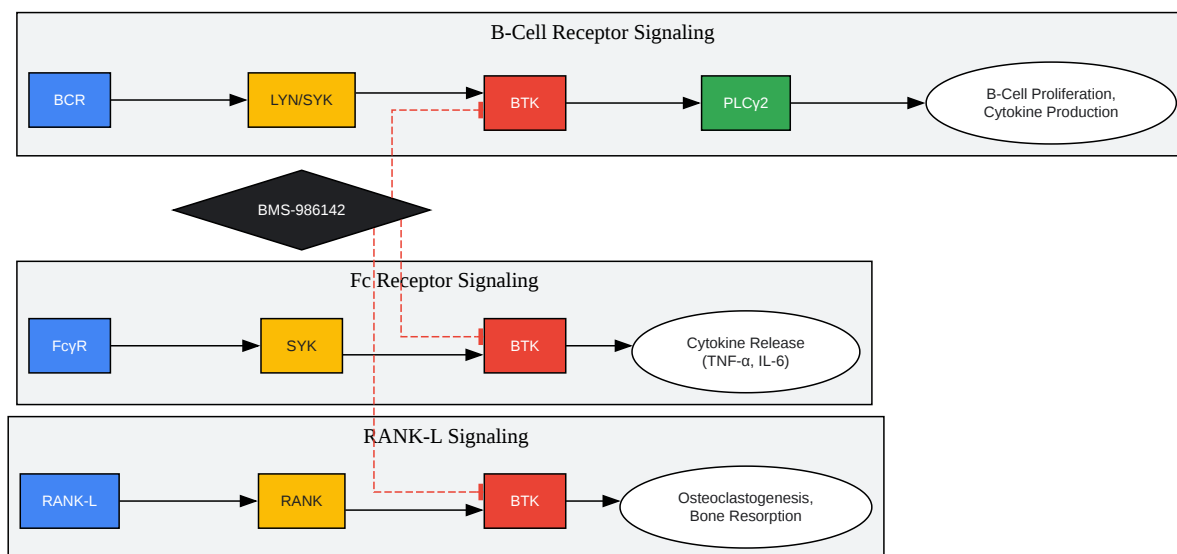 B-Cell Receptor Signaling
BCR
LYN/SYK
BTK
PLCγ2
B-Cell Proliferation,
Cytokine Production
BMS-986142
Fc Receptor Signaling
FcγR
SYK
BTK
Cytokine Release
(TNF-α, IL-6)
RANK-L Signaling
RANK-L
RANK
BTK
Osteoclastogenesis,
Bone Resorption